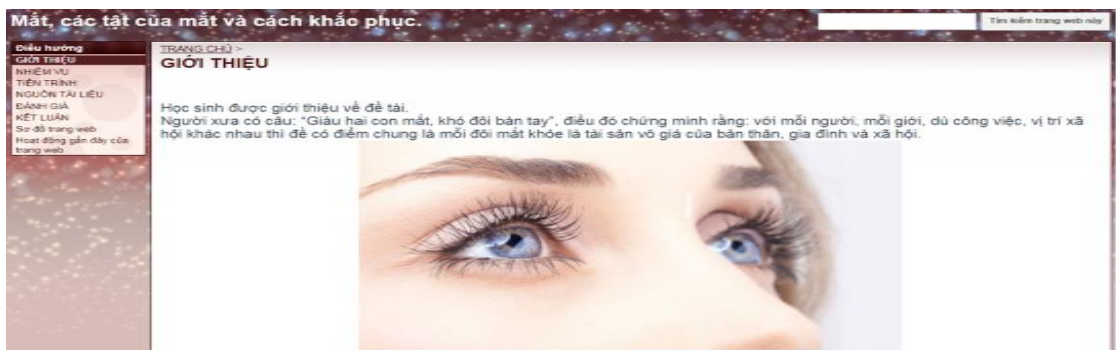 Mắt, các tật của mắt và cách khắc phục.
Tìm kiếm trang web này
Điều hướng
GIỚI THIỆU
NHIỆM VỤ
TIẾN TRÌNH
NGUỒN TÀI LIỆU
ĐÁNH GIÁ
KẾT LUẬN
Sơ đồ trang web
Hoạt động gần đây của
trang web
TRANG CHỦ >
GIỚI THIỆU
Học sinh được giới thiệu về đề tài.
Người xưa có câu: “Giàu hai con mắt, khó đôi bàn tay”, điều đó chứng minh rằng: với mỗi người, mỗi giới, dù công việc, vị trí xã
hội khác nhau thì để có điểm chung là mỗi đôi mắt khỏe là tài sản vô giá của bản thân, gia đình và xã hội.